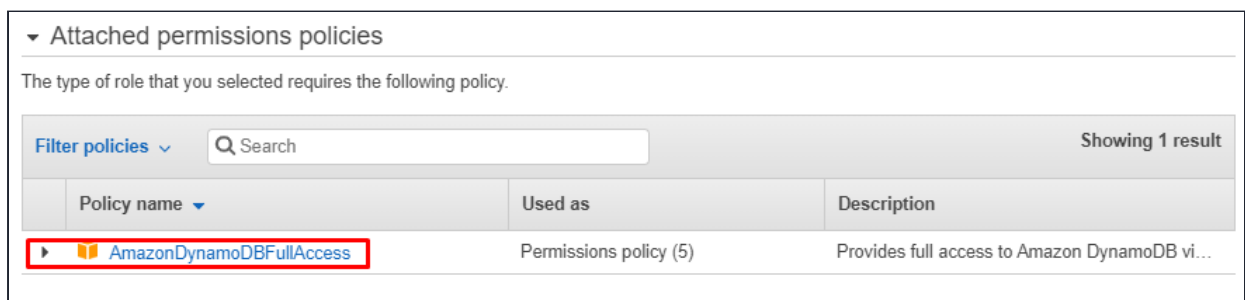 Attached permissions policies
The type of role that you selected requires the following policy.
Filter policies Search Showing 1 result
Policy name Used as Description
AmazonDynamoDBFullAccess Permissions policy (5) Provides full access to Amazon DynamoDB vi...